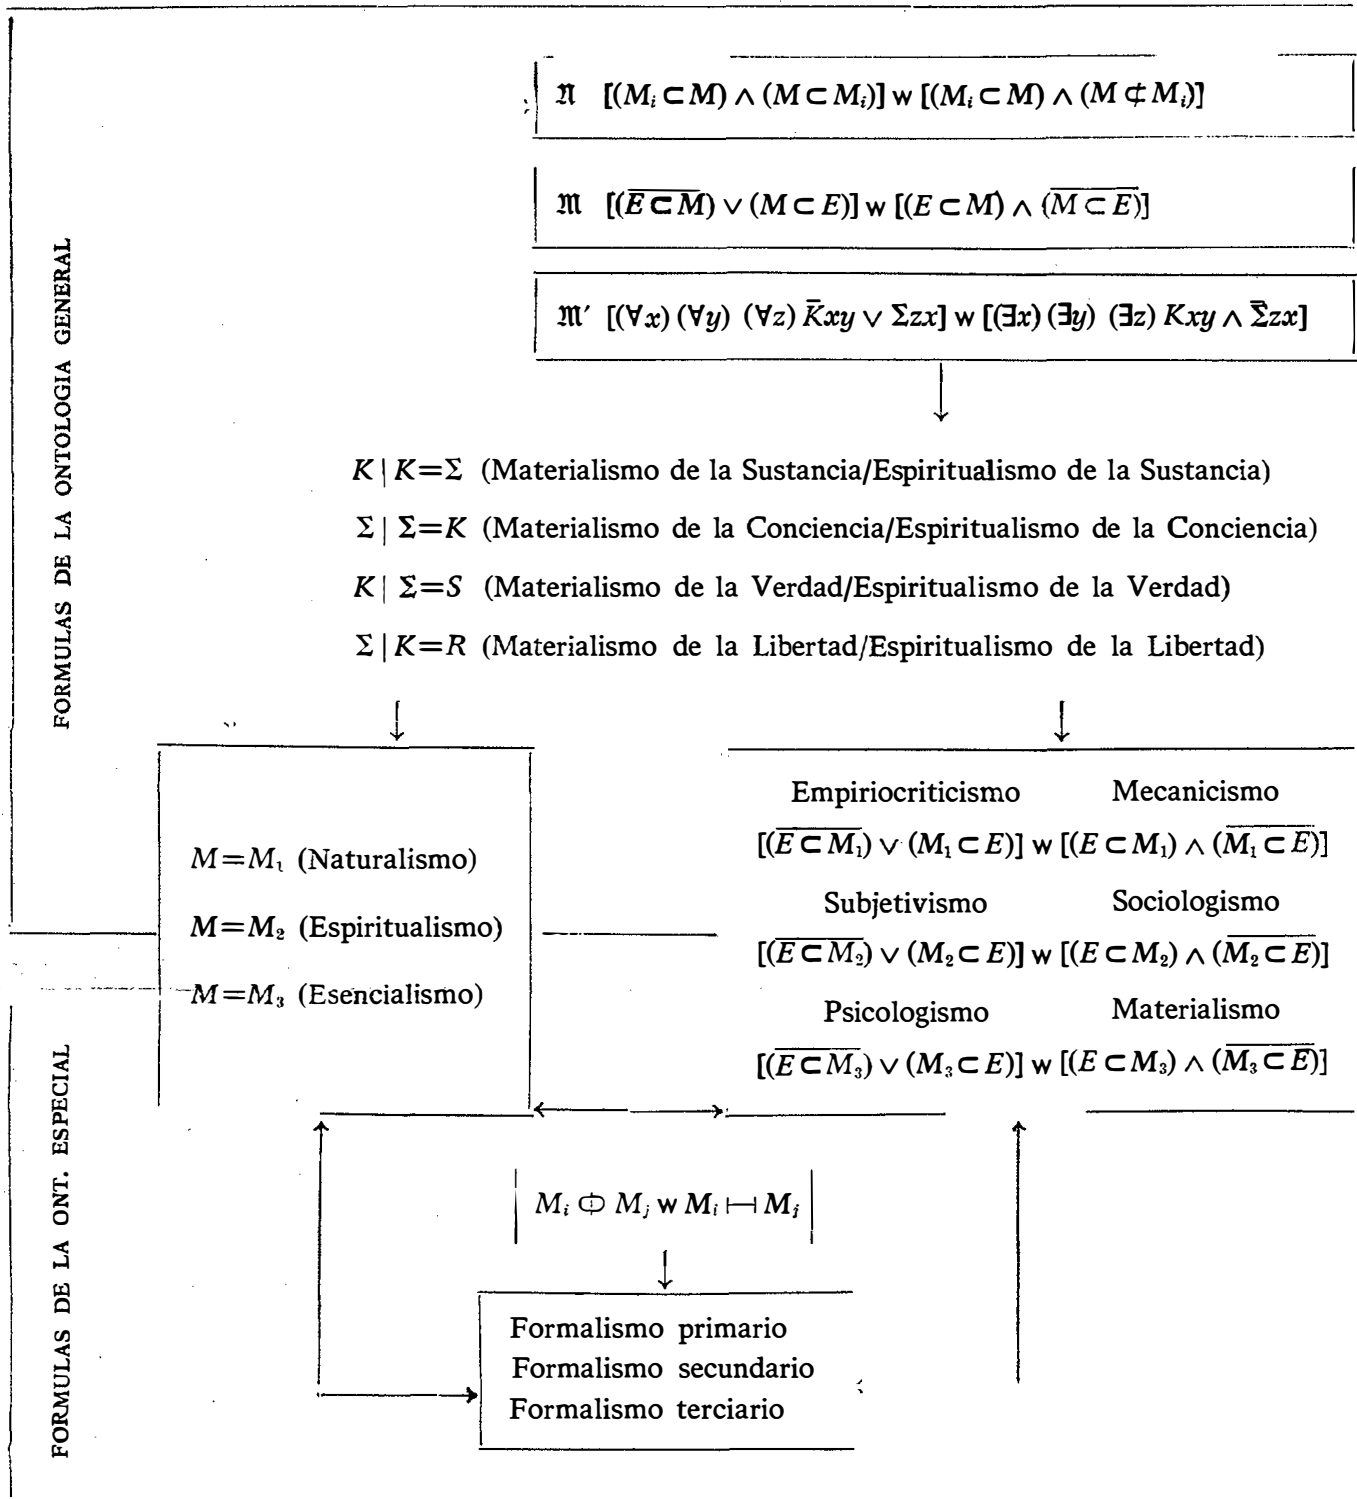 FORMULAS DE LA ONTOLOGIA GENERAL
𝔑 [(Mᵢ ⊂ M) ∧ (M ⊂ Mᵢ)] w [(Mᵢ ⊂ M) ∧ (M ⊄ Mᵢ)]
𝔐 [(E̅ ̅⊂̅ ̅M̅) ∨ (M ⊂ E)] w [(E ⊂ M) ∧ (M̅ ̅⊂̅ ̅E̅)]
𝔐′ [(∀x) (∀y) (∀z) K̅xy ∨ Σzx] w [(∃x) (∃y) (∃z) Kxy ∧ Σ̅zx]
K | K=Σ (Materialismo de la Sustancia/Espiritualismo de la Sustancia)
Σ | Σ=K (Materialismo de la Conciencia/Espiritualismo de la Conciencia)
K | Σ=S (Materialismo de la Verdad/Espiritualismo de la Verdad)
Σ | K=R (Materialismo de la Libertad/Espiritualismo de la Libertad)
M=M₁ (Naturalismo)
M=M₂ (Espiritualismo)
M=M₃ (Esencialismo)
Empiriocriticismo Mecanicismo
[(E̅ ̅⊂̅ ̅M̅₁̅) ∨ (M₁ ⊂ E)] w [(E ⊂ M₁) ∧ (M̅₁̅ ̅⊂̅ ̅E̅)]
Subjetivismo Sociologismo
[(E̅ ̅⊂̅ ̅M̅₂̅) ∨ (M₂ ⊂ E)] w [(E ⊂ M₂) ∧ (M̅₂̅ ̅⊂̅ ̅E̅)]
Psicologismo Materialismo
[(E̅ ̅⊂̅ ̅M̅₃̅) ∨ (M₃ ⊂ E)] w [(E ⊂ M₃) ∧ (M̅₃̅ ̅⊂̅ ̅E̅)]
FORMULAS DE LA ONT. ESPECIAL
Mᵢ ⏀ Mⱼ w Mᵢ ⟼ Mⱼ
Formalismo primario
Formalismo secundario
Formalismo terciario